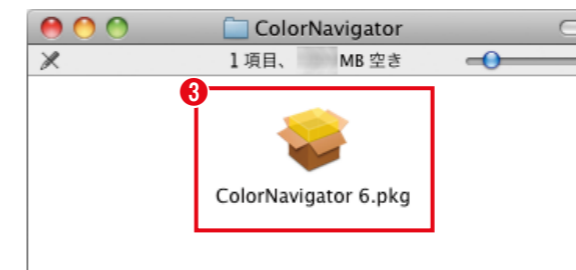 ColorNavigator
1 項目、 MB 空き
3
ColorNavigator 6.pkg